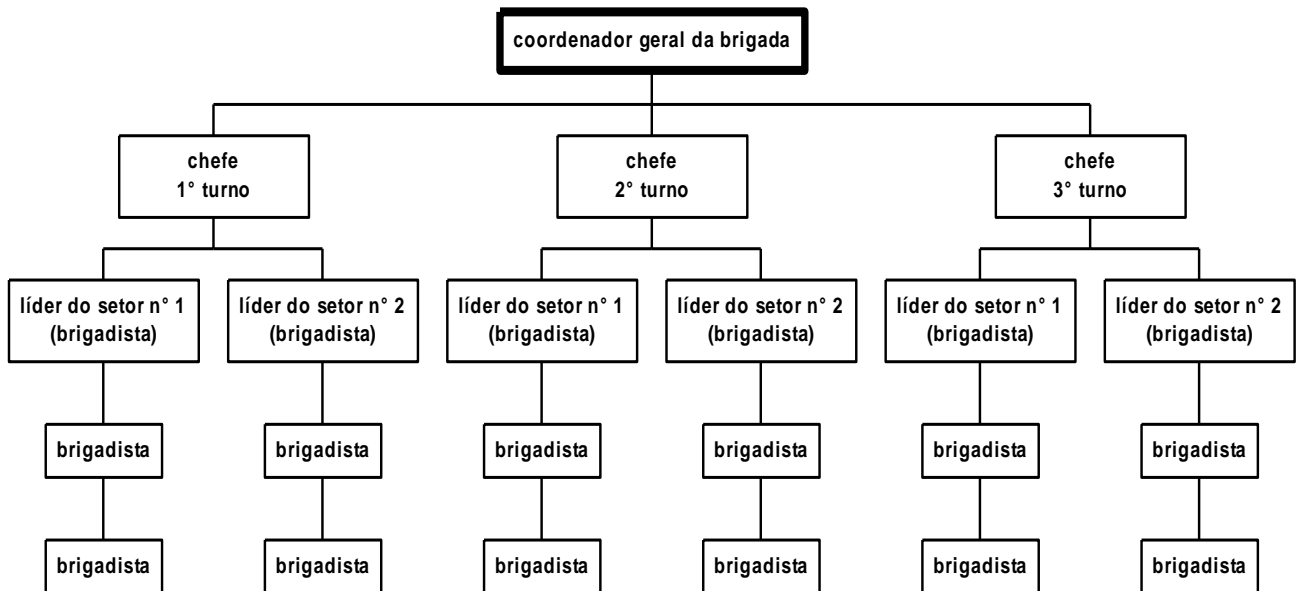 coordenador geral da brigada
chefe
1° turno
chefe
2° turno
chefe
3° turno
líder do setor n° 1
(brigadista)
líder do setor n° 2
(brigadista)
líder do setor n° 1
(brigadista)
líder do setor n° 2
(brigadista)
líder do setor n° 1
(brigadista)
líder do setor n° 2
(brigadista)
brigadista
brigadista
brigadista
brigadista
brigadista
brigadista
brigadista
brigadista
brigadista
brigadista
brigadista
brigadista